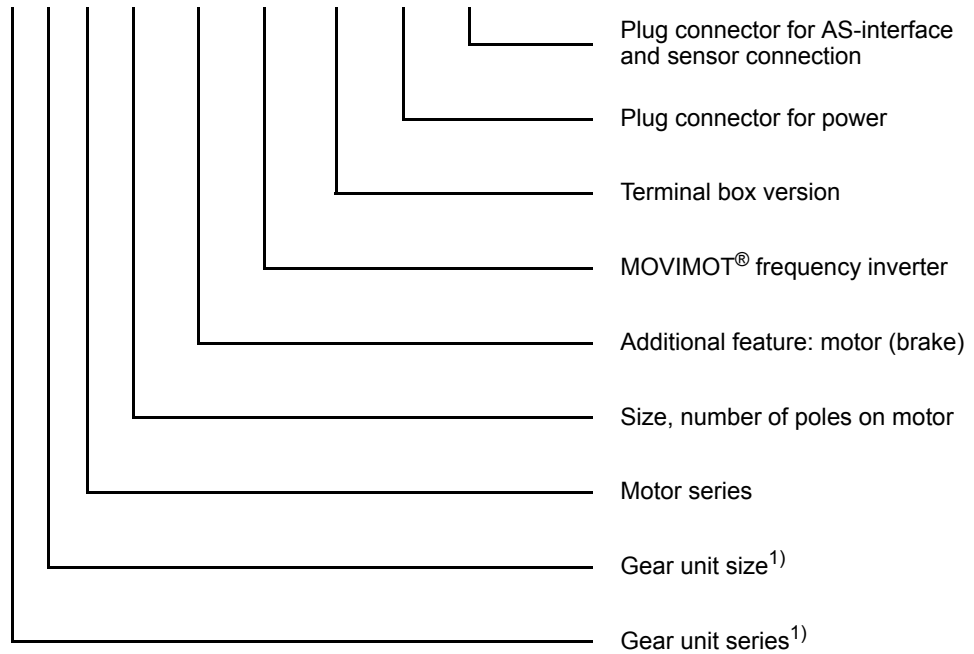 Plug connector for AS-interface
and sensor connection
Plug connector for power
Terminal box version
MOVIMOT® frequency inverter
Additional feature: motor (brake)
Size, number of poles on motor
Motor series
Gear unit size1)
Gear unit series1)